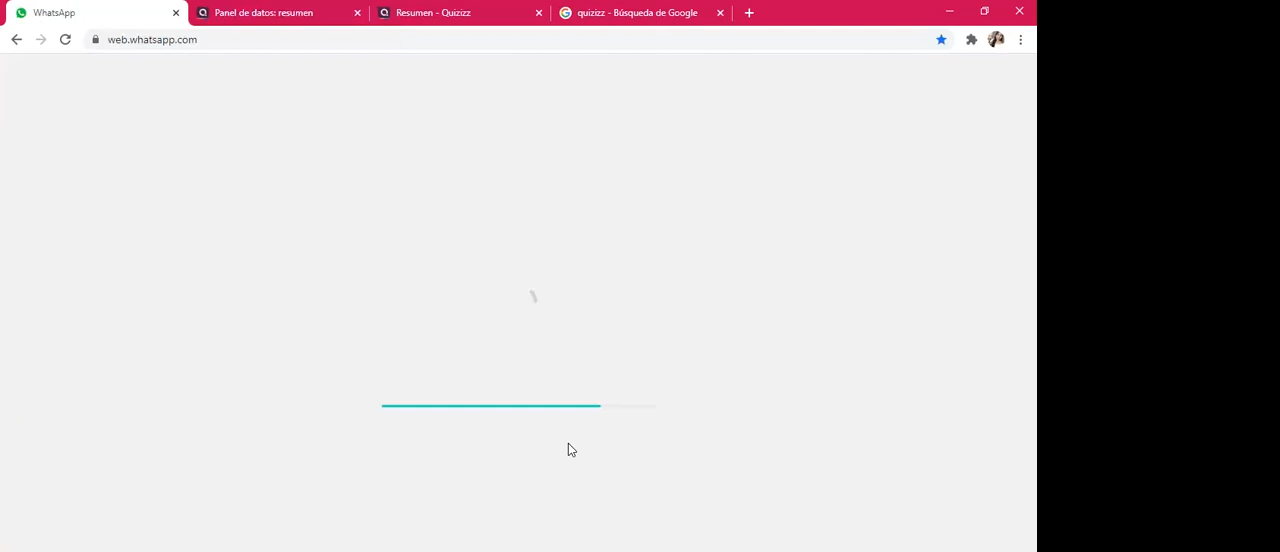 WhatsApp
Panel de datos: resumen
Resumen - Quizizz
quizizz - Búsqueda de Google
web.whatsapp.com